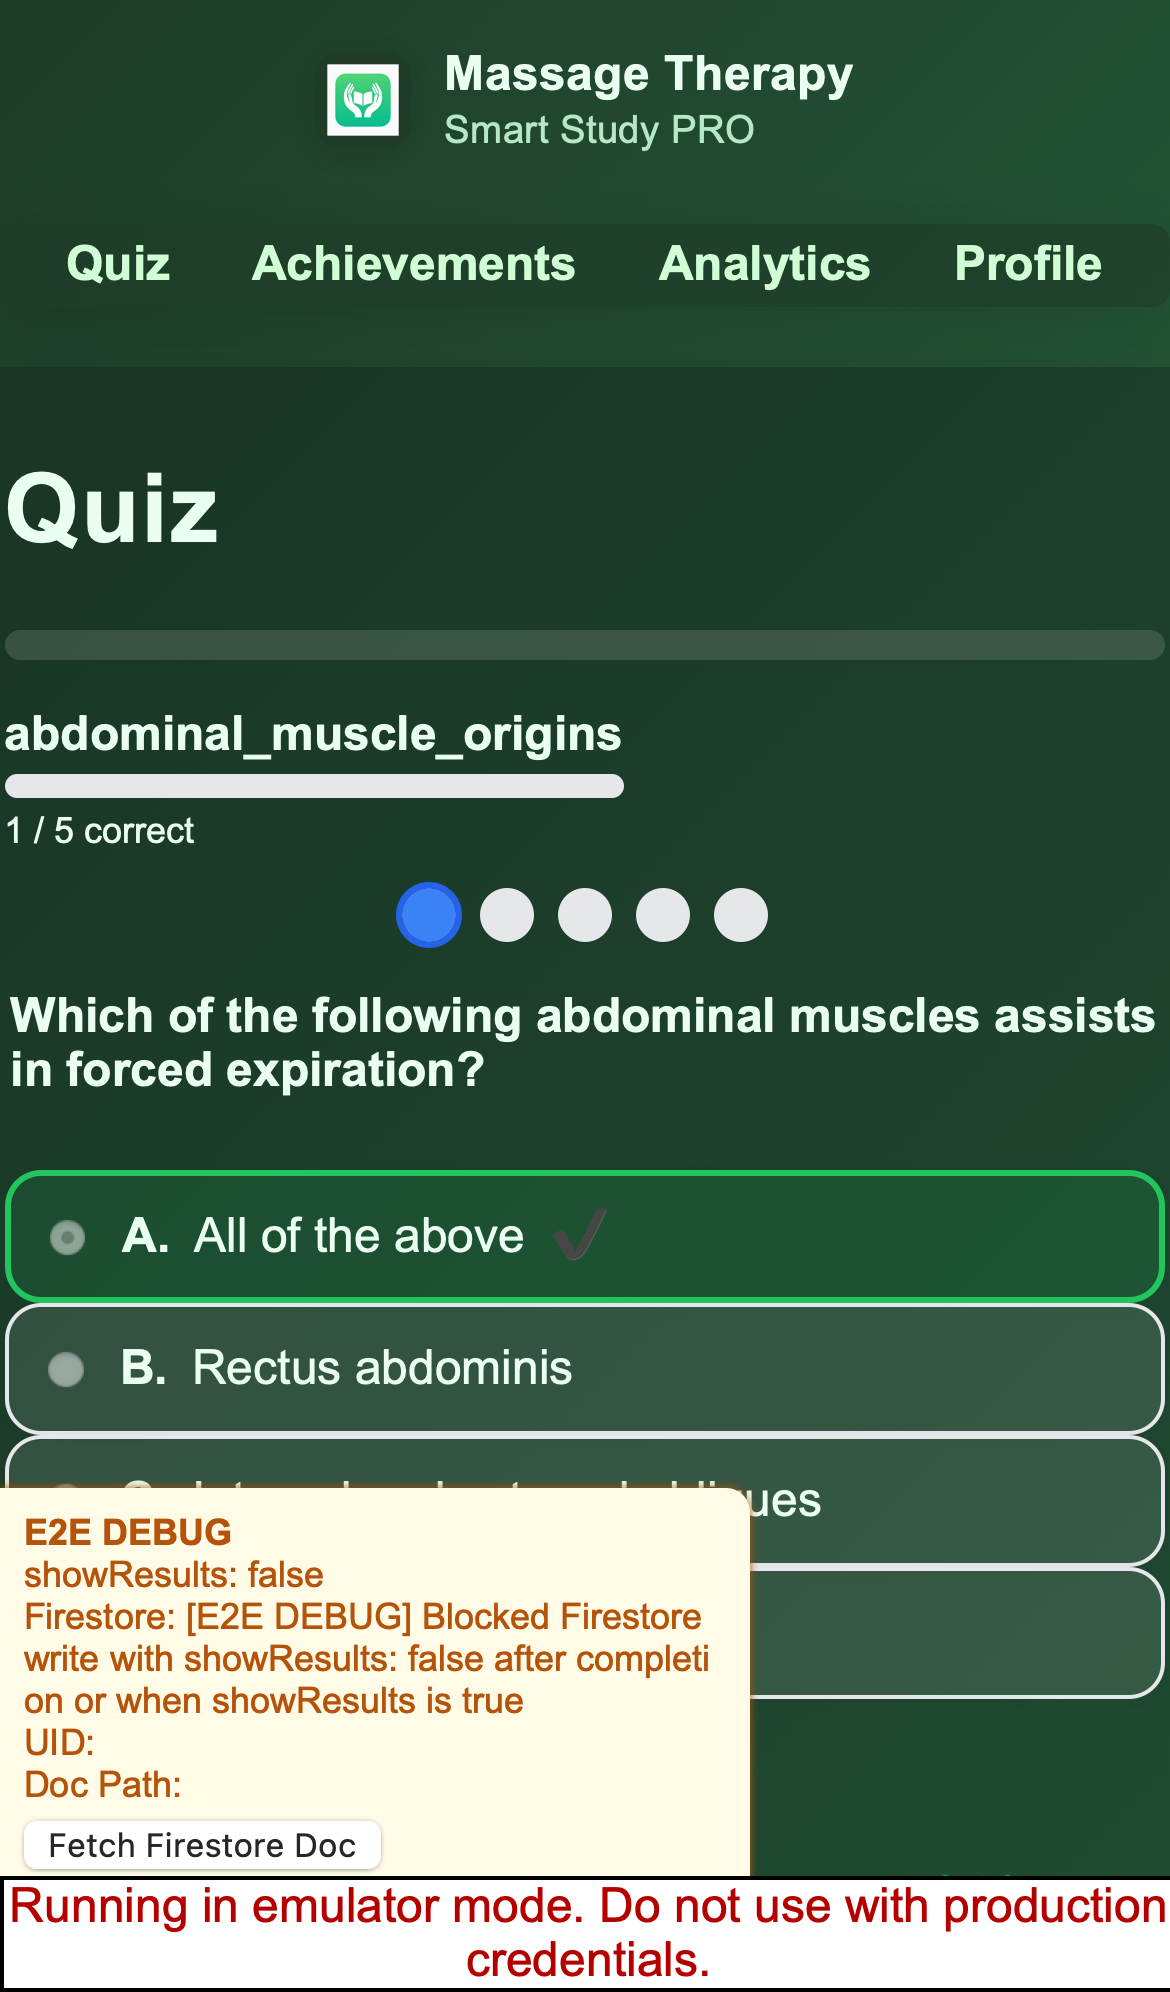 Massage Therapy
Smart Study PRO
Quiz Achievements Analytics Profile
Quiz
abdominal_muscle_origins
1 / 5 correct
Which of the following abdominal muscles assists
in forced expiration?
A. All of the above ✓
B. Rectus abdominis
E2E DEBUG
showResults: false
Firestore: [E2E DEBUG] Blocked Firestore
write with showResults: false after completi
on or when showResults is true
UID:
Doc Path:
Fetch Firestore Doc
Running in emulator mode. Do not use with production
credentials.